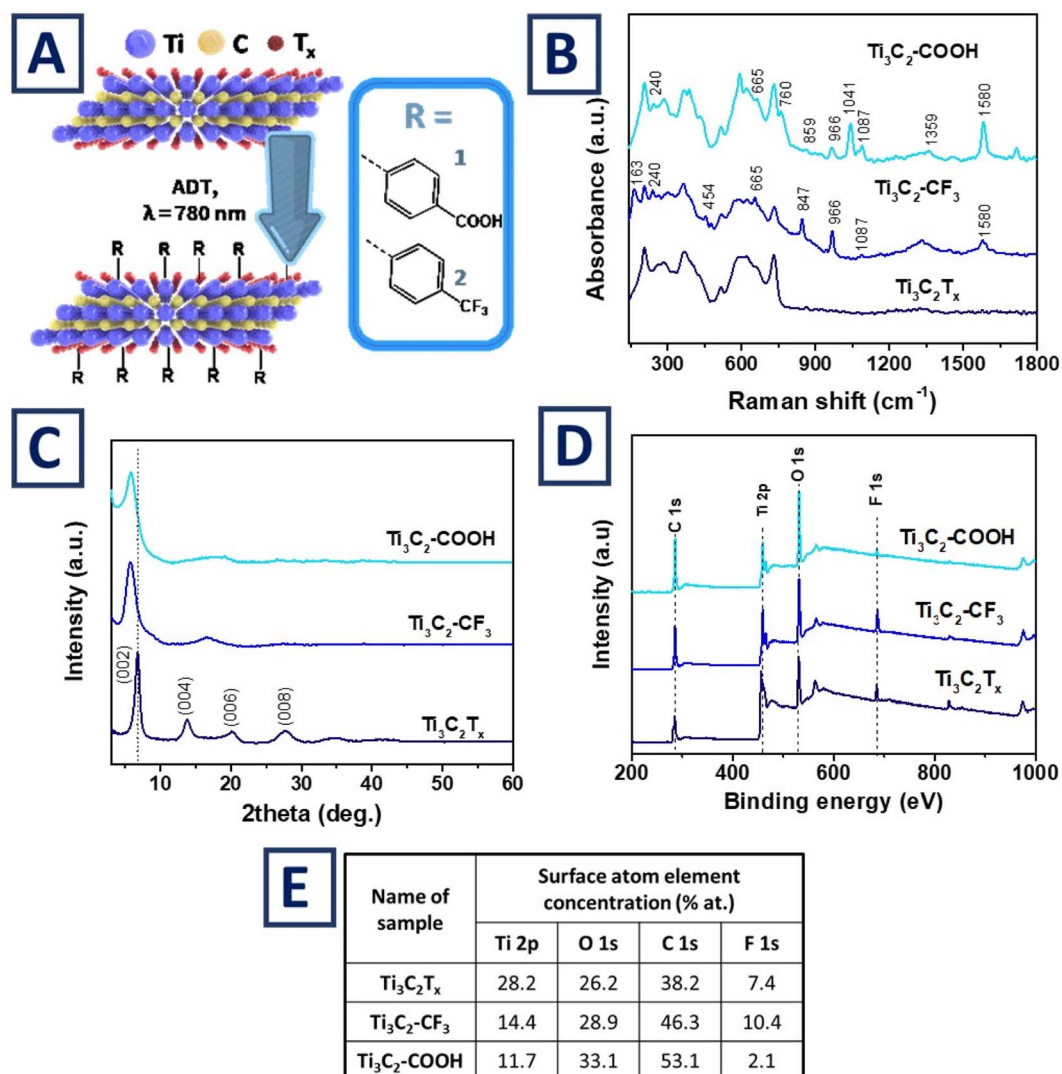 A
Ti C Tₓ
ADT,
λ = 780 nm
R R R R
R R R R R
R =
1
COOH
2
CF₃
B
Absorbance (a.u.)
Ti₃C₂-COOH
240
665
760
859
966
1041
1087
1359
1580
Ti₃C₂-CF₃
163
240
454
665
847
966
1087
1580
Ti₃C₂Tₓ
300 600 900 1200 1500 1800
Raman shift (cm⁻¹)
C
Intensity (a.u.)
Ti₃C₂-COOH
Ti₃C₂-CF₃
(002)
(004)
(006)
(008)
Ti₃C₂Tₓ
10 20 30 40 50 60
2theta (deg.)
D
Intensity (a.u)
C 1s
Ti 2p
O 1s
F 1s
Ti₃C₂-COOH
Ti₃C₂-CF₃
Ti₃C₂Tₓ
200 400 600 800 1000
Binding energy (eV)
E
Name of sample
Surface atom element
concentration (% at.)
Ti 2p O 1s C 1s F 1s
Ti₃C₂Tₓ 28.2 26.2 38.2 7.4
Ti₃C₂-CF₃ 14.4 28.9 46.3 10.4
Ti₃C₂-COOH 11.7 33.1 53.1 2.1